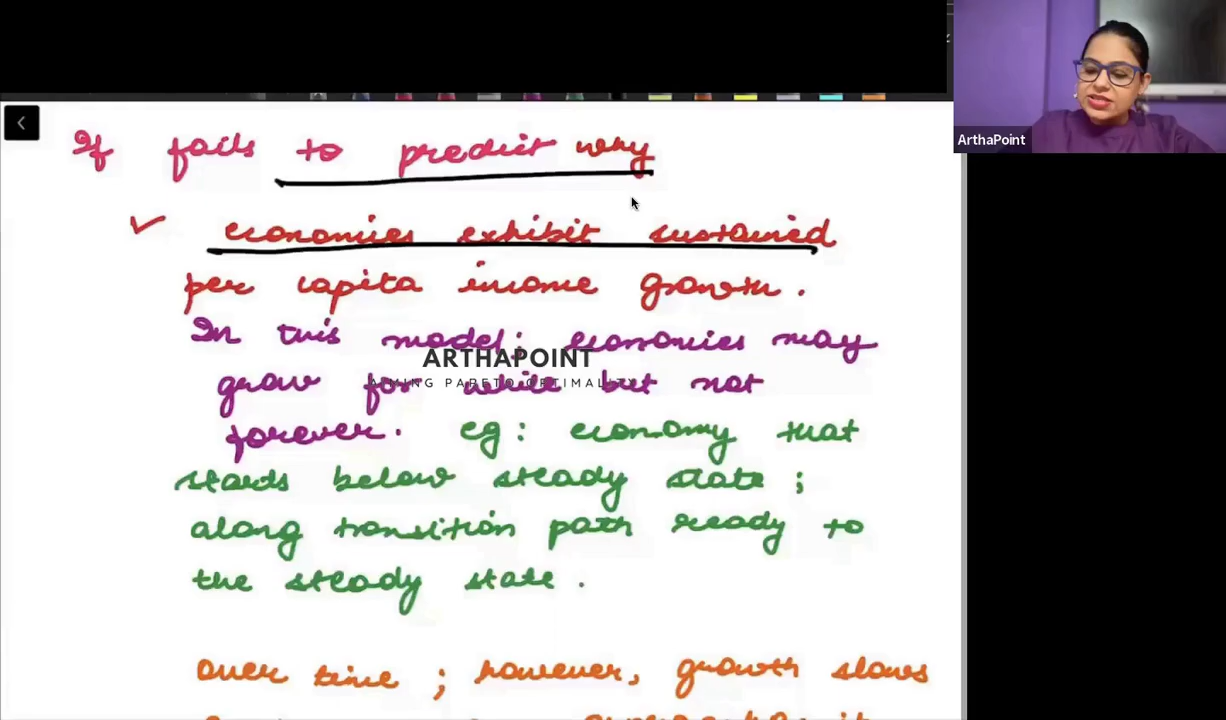 ArthaPoint
It fails to predict why
✓ economies exhibit sustained
per capita income growth.
In this model; economies may
ARTHAPOINT
grow for while but not
forever. eg: economy that
starts below steady state ;
along transition path ready to
the steady state .
over time ; however, growth slows